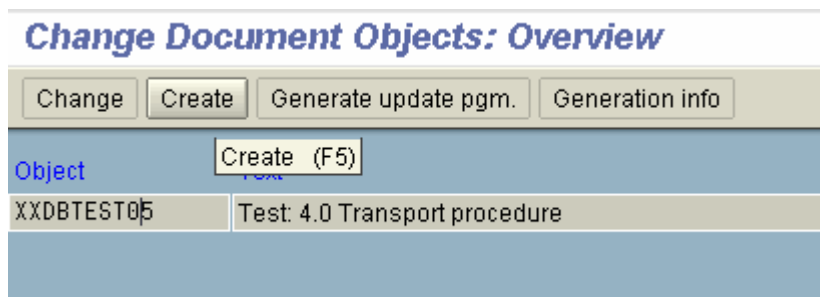 Change Document Objects: Overview
Change Create Generate update pgm. Generation info
Create (F5)
Object
XXDBTEST05 Test: 4.0 Transport procedure